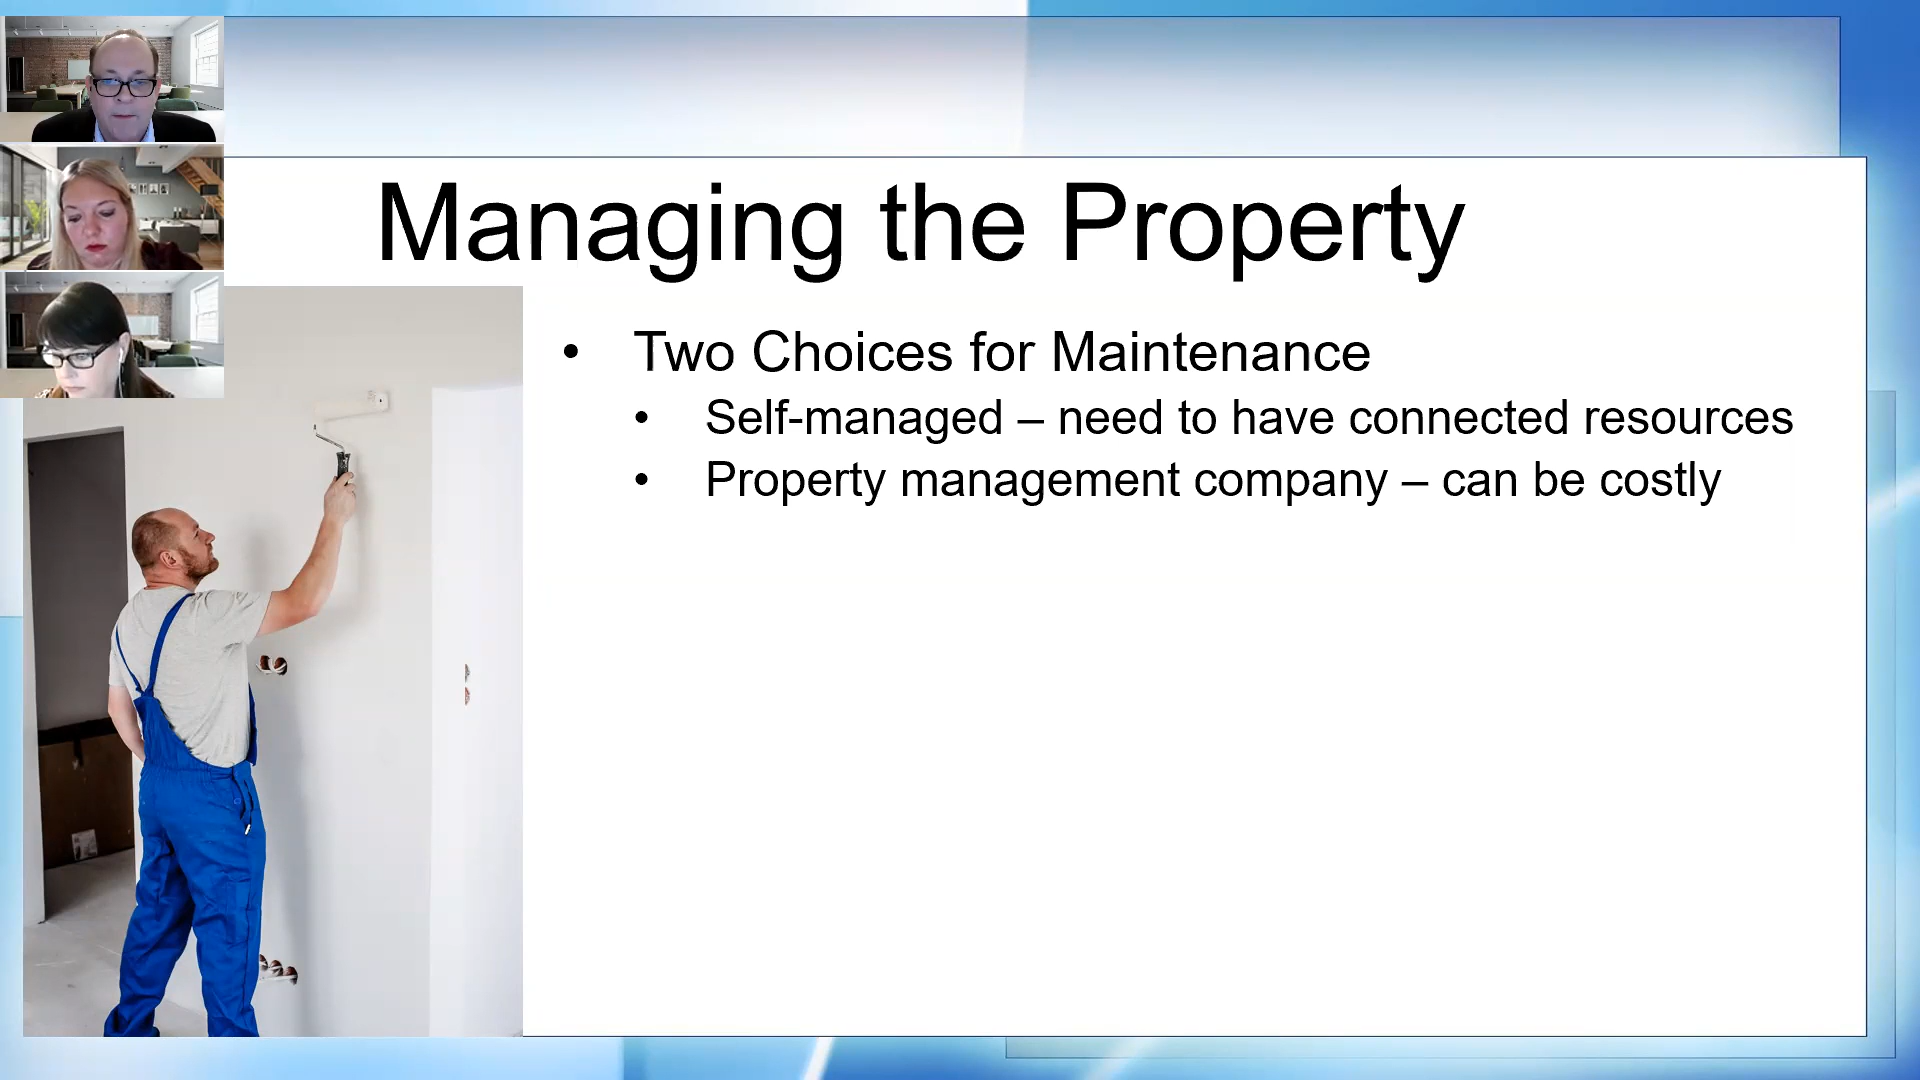 Managing the Property
• Two Choices for Maintenance
• Self-managed – need to have connected resources
• Property management company – can be costly